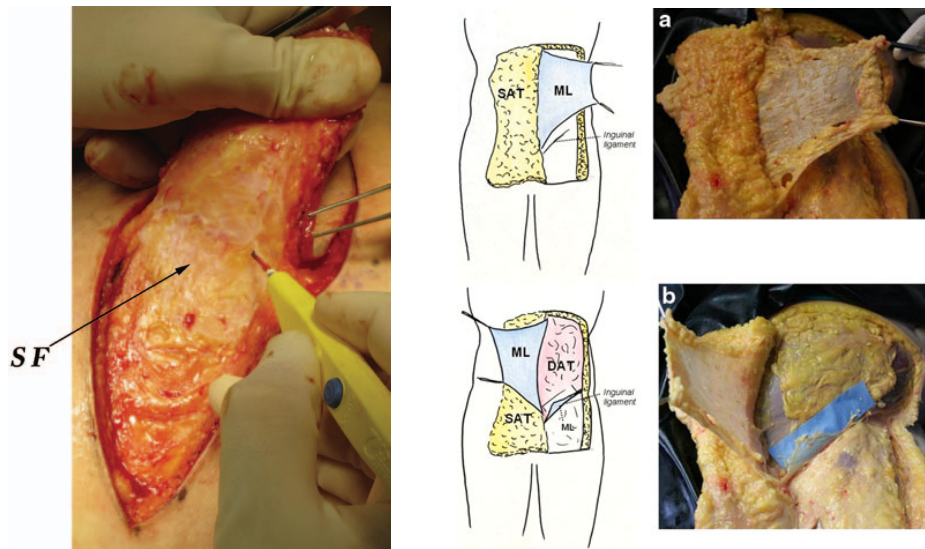 SF
SAT
ML
Inguinal
ligament
a
ML
DAT
SAT
ML
Inguinal
ligament
b